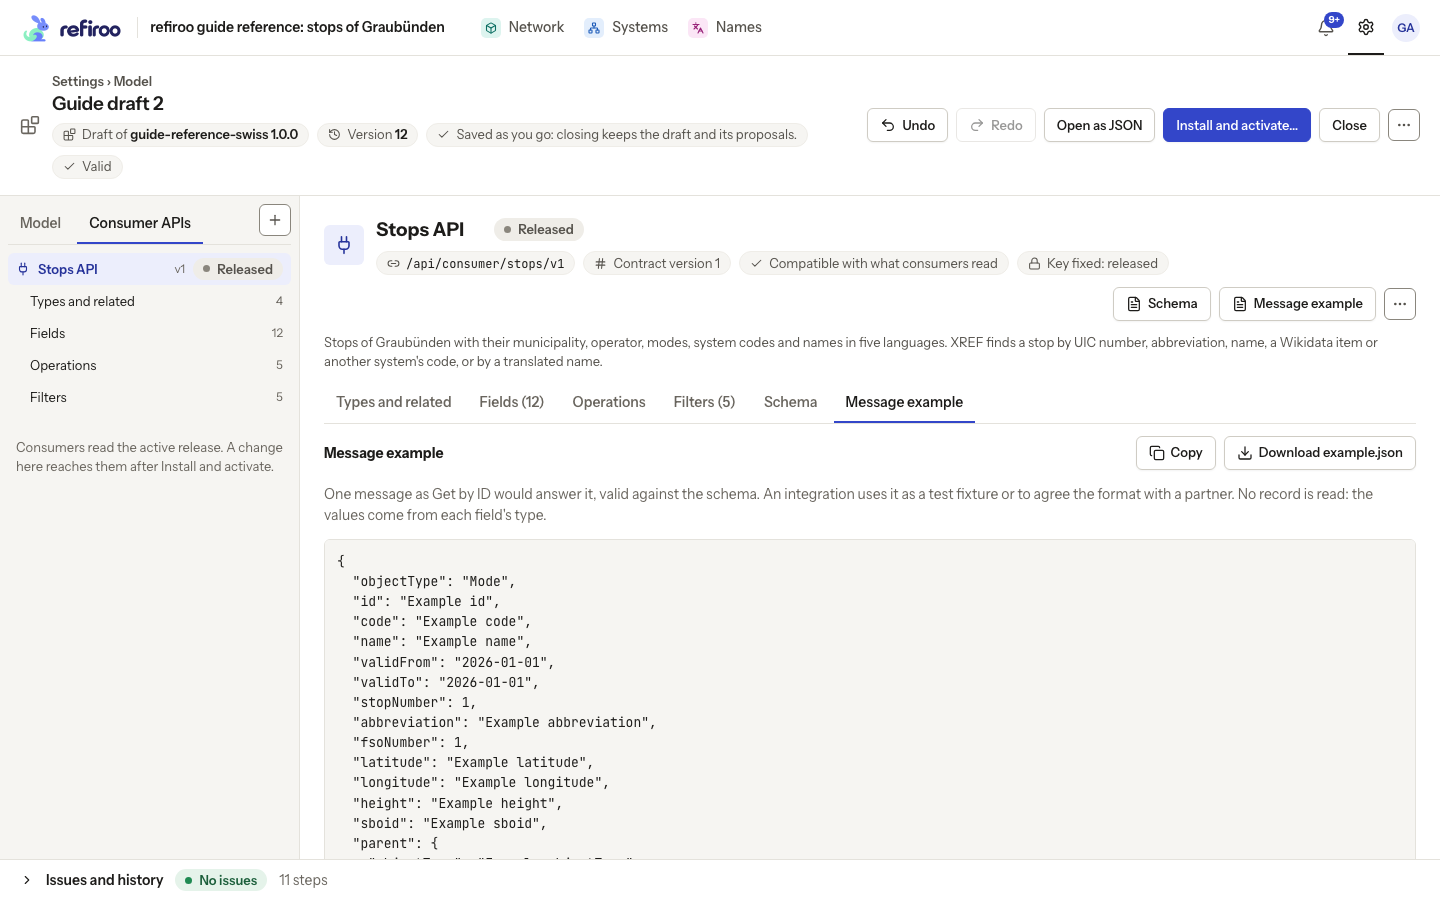 refiroo
refiroo guide reference: stops of Graubünden
Network
Systems
Names
9+
GA
Settings › Model
Guide draft 2
Draft of guide-reference-swiss 1.0.0
Version 12
Saved as you go: closing keeps the draft and its proposals.
Valid
Undo
Redo
Open as JSON
Install and activate...
Close
Model
Consumer APIs
Stops API v1 Released
Types and related 4
Fields 12
Operations 5
Filters 5
Consumers read the active release. A change
here reaches them after Install and activate.
Stops API
Released
/api/consumer/stops/v1
Contract version 1
Compatible with what consumers read
Key fixed: released
Schema
Message example
Stops of Graubünden with their municipality, operator, modes, system codes and names in five languages. XREF finds a stop by UIC number, abbreviation, name, a Wikidata item or
another system's code, or by a translated name.
Types and related
Fields (12)
Operations
Filters (5)
Schema
Message example
Message example
Copy
Download example.json
One message as Get by ID would answer it, valid against the schema. An integration uses it as a test fixture or to agree the format with a partner. No record is read: the
values come from each field's type.
{
"objectType": "Mode",
"id": "Example id",
"code": "Example code",
"name": "Example name",
"validFrom": "2026-01-01",
"validTo": "2026-01-01",
"stopNumber": 1,
"abbreviation": "Example abbreviation",
"fsoNumber": 1,
"latitude": "Example latitude",
"longitude": "Example longitude",
"height": "Example height",
"sboid": "Example sboid",
"parent": {
Issues and history
No issues
11 steps